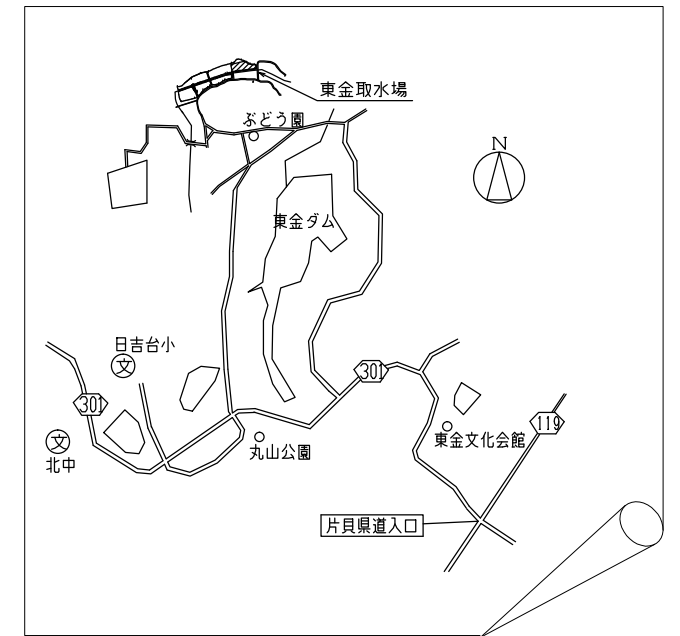 東金取水場
ぶどう園
N
東金ダム
日吉台小
文
301
301
119
文
北中
東金文化会館
丸山公園
片貝県道入口